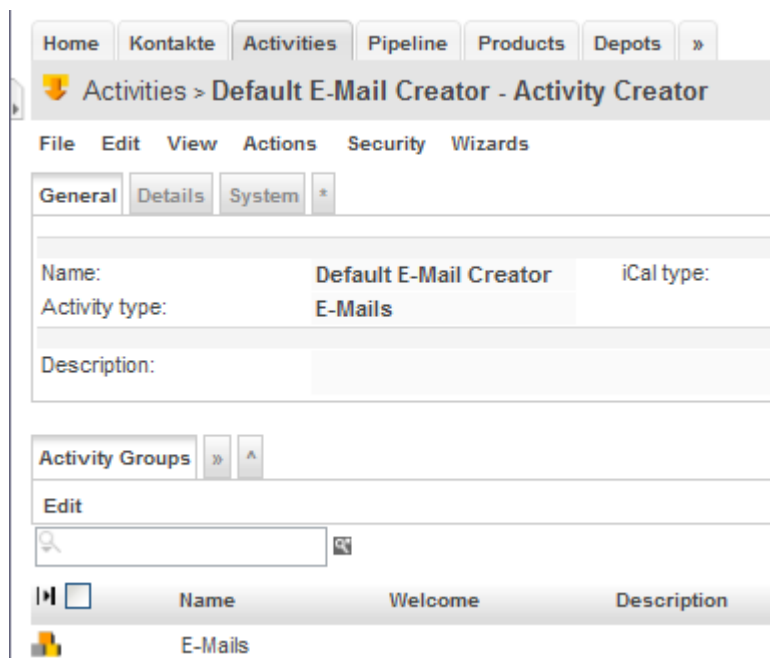 Home Kontakte Activities Pipeline Products Depots »
Activities > Default E-Mail Creator - Activity Creator
File Edit View Actions Security Wizards
General Details System *
Name: Default E-Mail Creator iCal type:
Activity type: E-Mails
Description:
Activity Groups » ^
Edit
Name Welcome Description
E-Mails